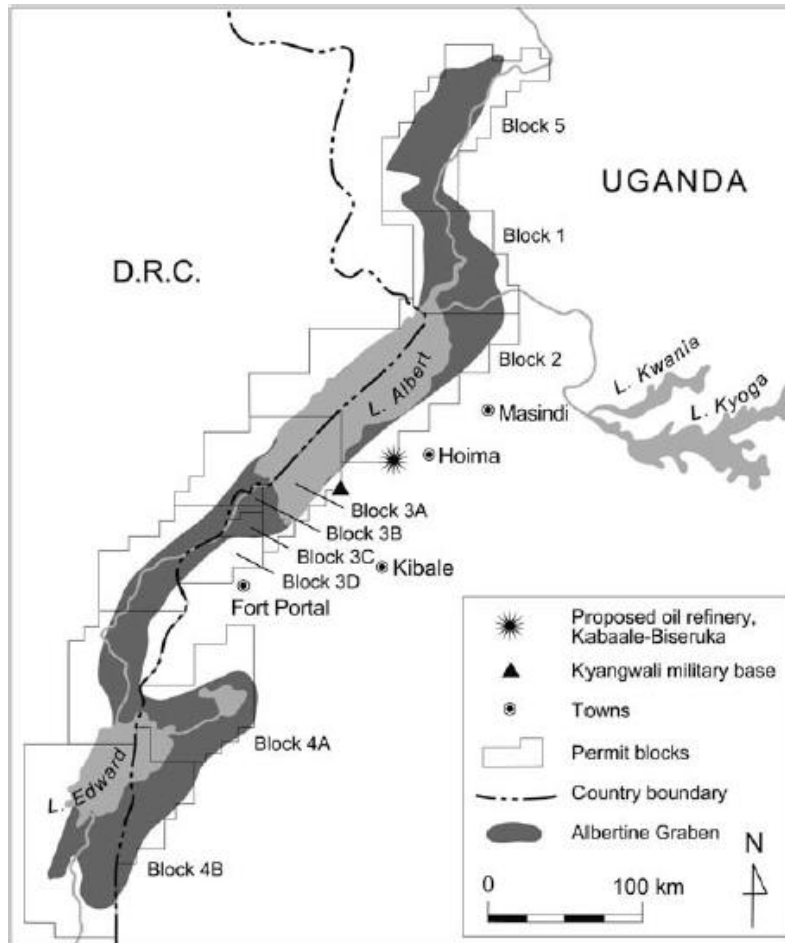 Block 5
UGANDA
Block 1
D.R.C.
Block 2
L. Albert
L. Kwania
L. Kyoga
Masindi
Hoima
Block 3A
Block 3B
Block 3C
Kibale
Block 3D
Fort Portal
Block 4A
L. Edward
Block 4B
Proposed oil refinery,
Kabaale-Biseruka
Kyangwali military base
Towns
Permit blocks
Country boundary
Albertine Graben
N
0 100 km